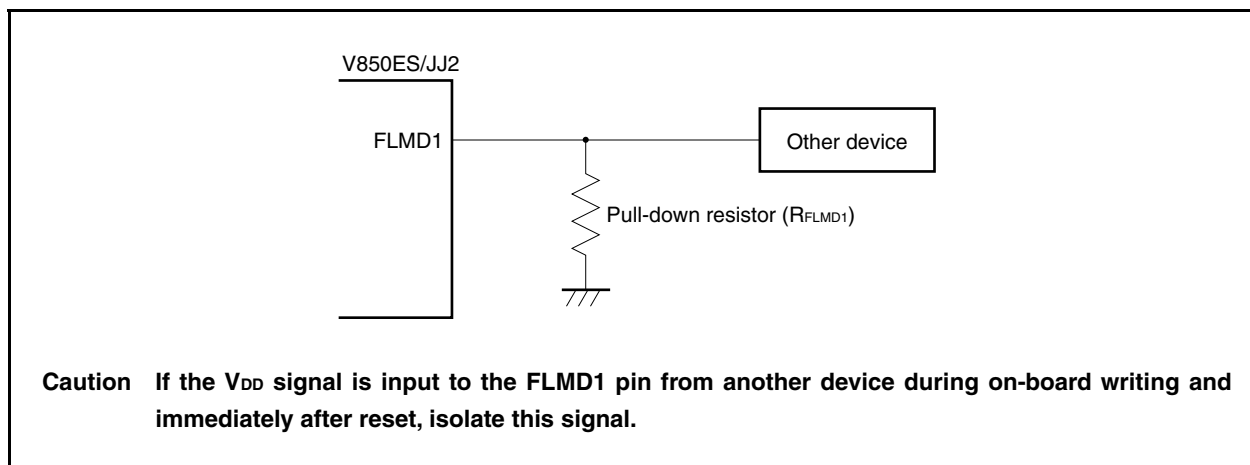 V850ES/JJ2
FLMD1
Other device
Pull-down resistor (RFLMD1)
Caution If the VDD signal is input to the FLMD1 pin from another device during on-board writing and
immediately after reset, isolate this signal.